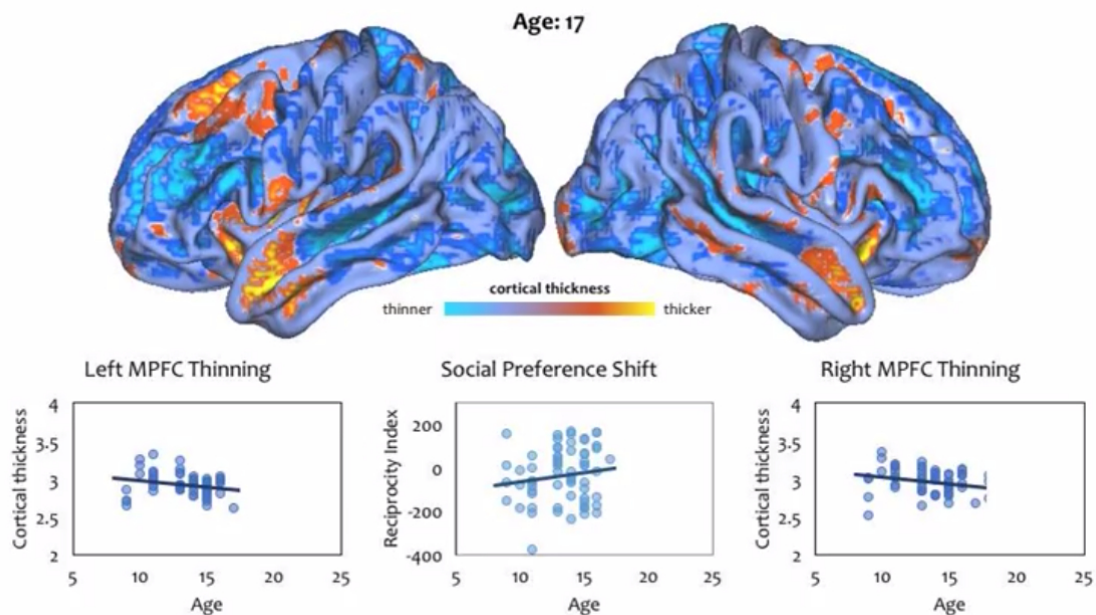 Age: 17
cortical thickness
thinner
thicker
Left MPFC Thinning
Cortical thickness
4
3.5
3
2.5
2
5
10
15
20
25
Age
Social Preference Shift
Reciprocity Index
200
0
-200
-400
5
10
15
20
25
Age
Right MPFC Thinning
Cortical thickness
4
3.5
3
2.5
2
5
10
15
20
25
Age